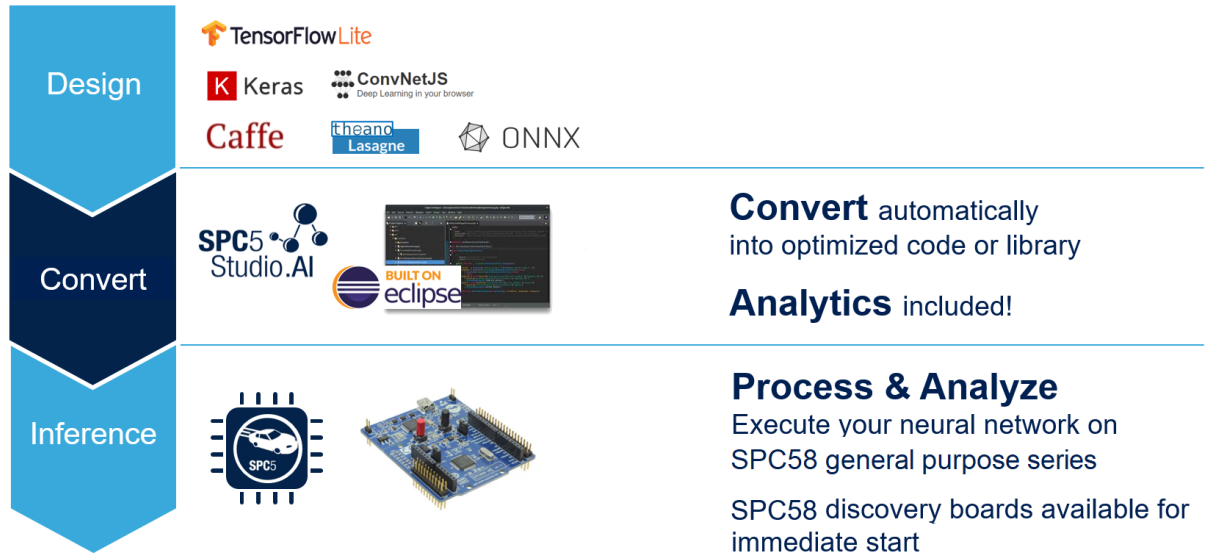 Design
TensorFlow Lite
K Keras
ConvNetJS
Deep Learning in your browser
Caffe
theano
Lasagne
ONNX
Convert
SPC5
Studio.AI
BUILT ON
eclipse
Convert automatically
into optimized code or library
Analytics included!
Inference
SPC5
Process & Analyze
Execute your neural network on
SPC58 general purpose series
SPC58 discovery boards available for
immediate start